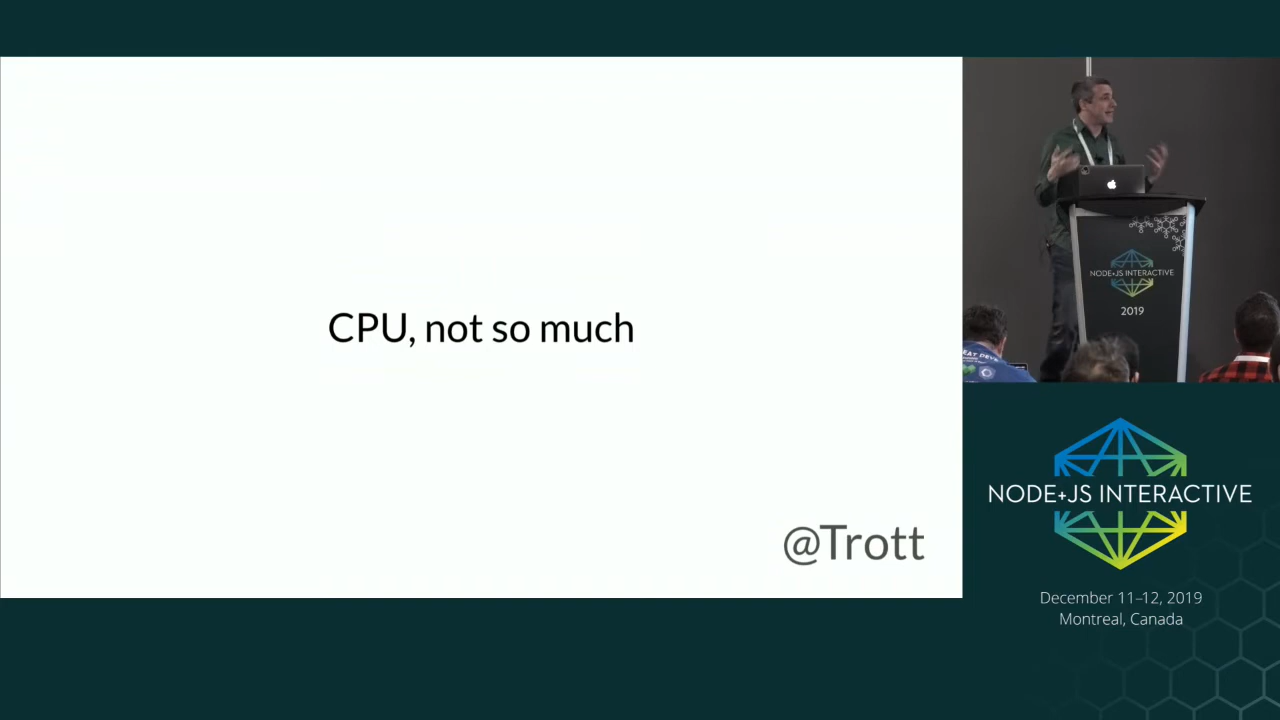 CPU, not so much
@Trott
NODE+JS INTERACTIVE
2019
NODE+JS INTERACTIVE
December 11–12, 2019
Montreal, Canada